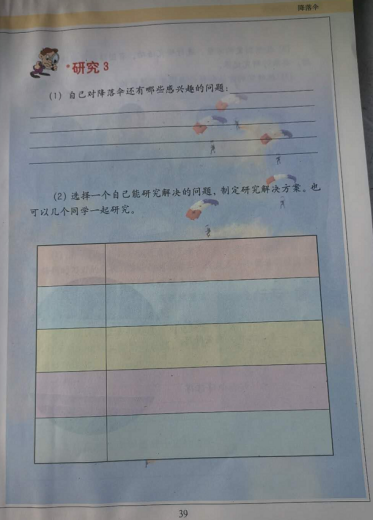 降落伞
研究3
(1) 自己对降落伞还有哪些感兴趣的问题:
(2) 选择一个自己能研究解决的问题,制定研究解决方案。也
可以几个同学一起研究。
39